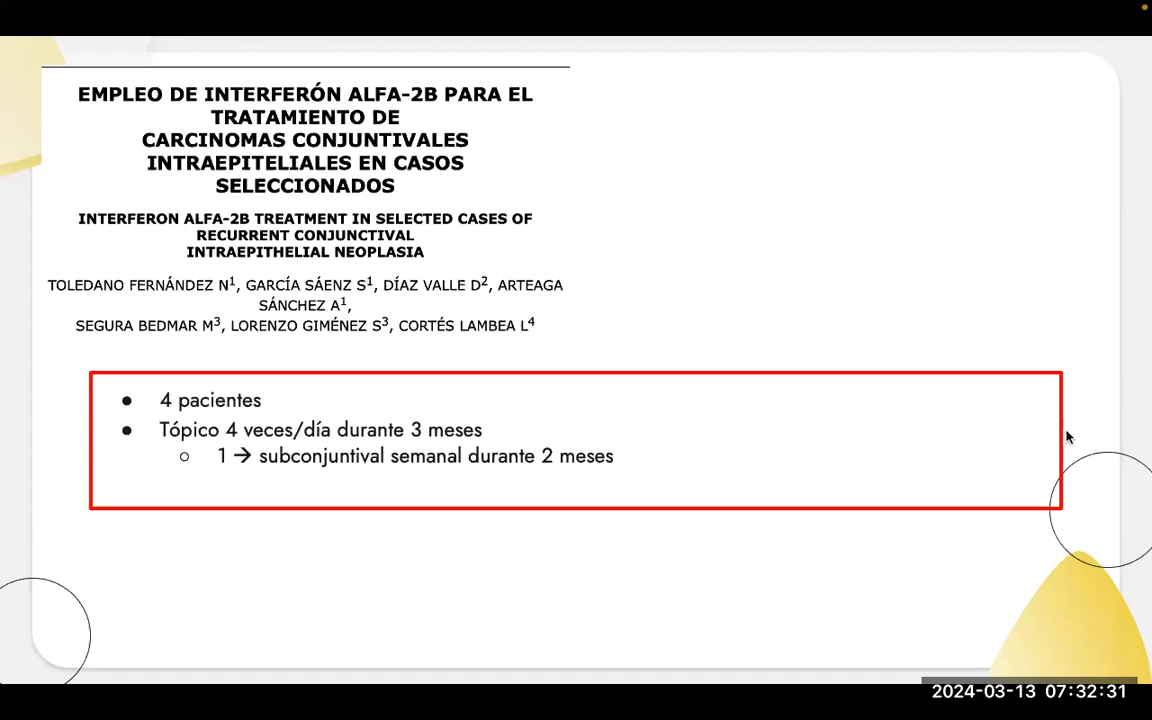 EMPLEO DE INTERFERÓN ALFA-2B PARA EL
TRATAMIENTO DE
CARCINOMAS CONJUNTIVALES
INTRAEPITELIALES EN CASOS
SELECCIONADOS
INTERFERON ALFA-2B TREATMENT IN SELECTED CASES OF
RECURRENT CONJUNCTIVAL
INTRAEPITHELIAL NEOPLASIA
TOLEDANO FERNÁNDEZ N1, GARCÍA SÁENZ S1, DÍAZ VALLE D2, ARTEAGA
SÁNCHEZ A1,
SEGURA BEDMAR M3, LORENZO GIMÉNEZ S3, CORTÉS LAMBEA L4
● 4 pacientes
● Tópico 4 veces/día durante 3 meses
○ 1 → subconjuntival semanal durante 2 meses
2024-03-13 07:32:31